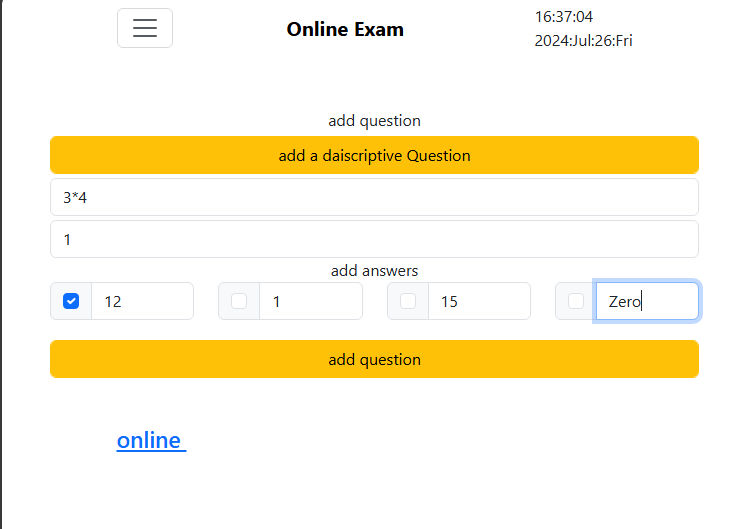 Online Exam
16:37:04
2024:Jul:26:Fri
add question
add a daiscriptive Question
3*4
1
add answers
12 1 15 Zero
add question
online